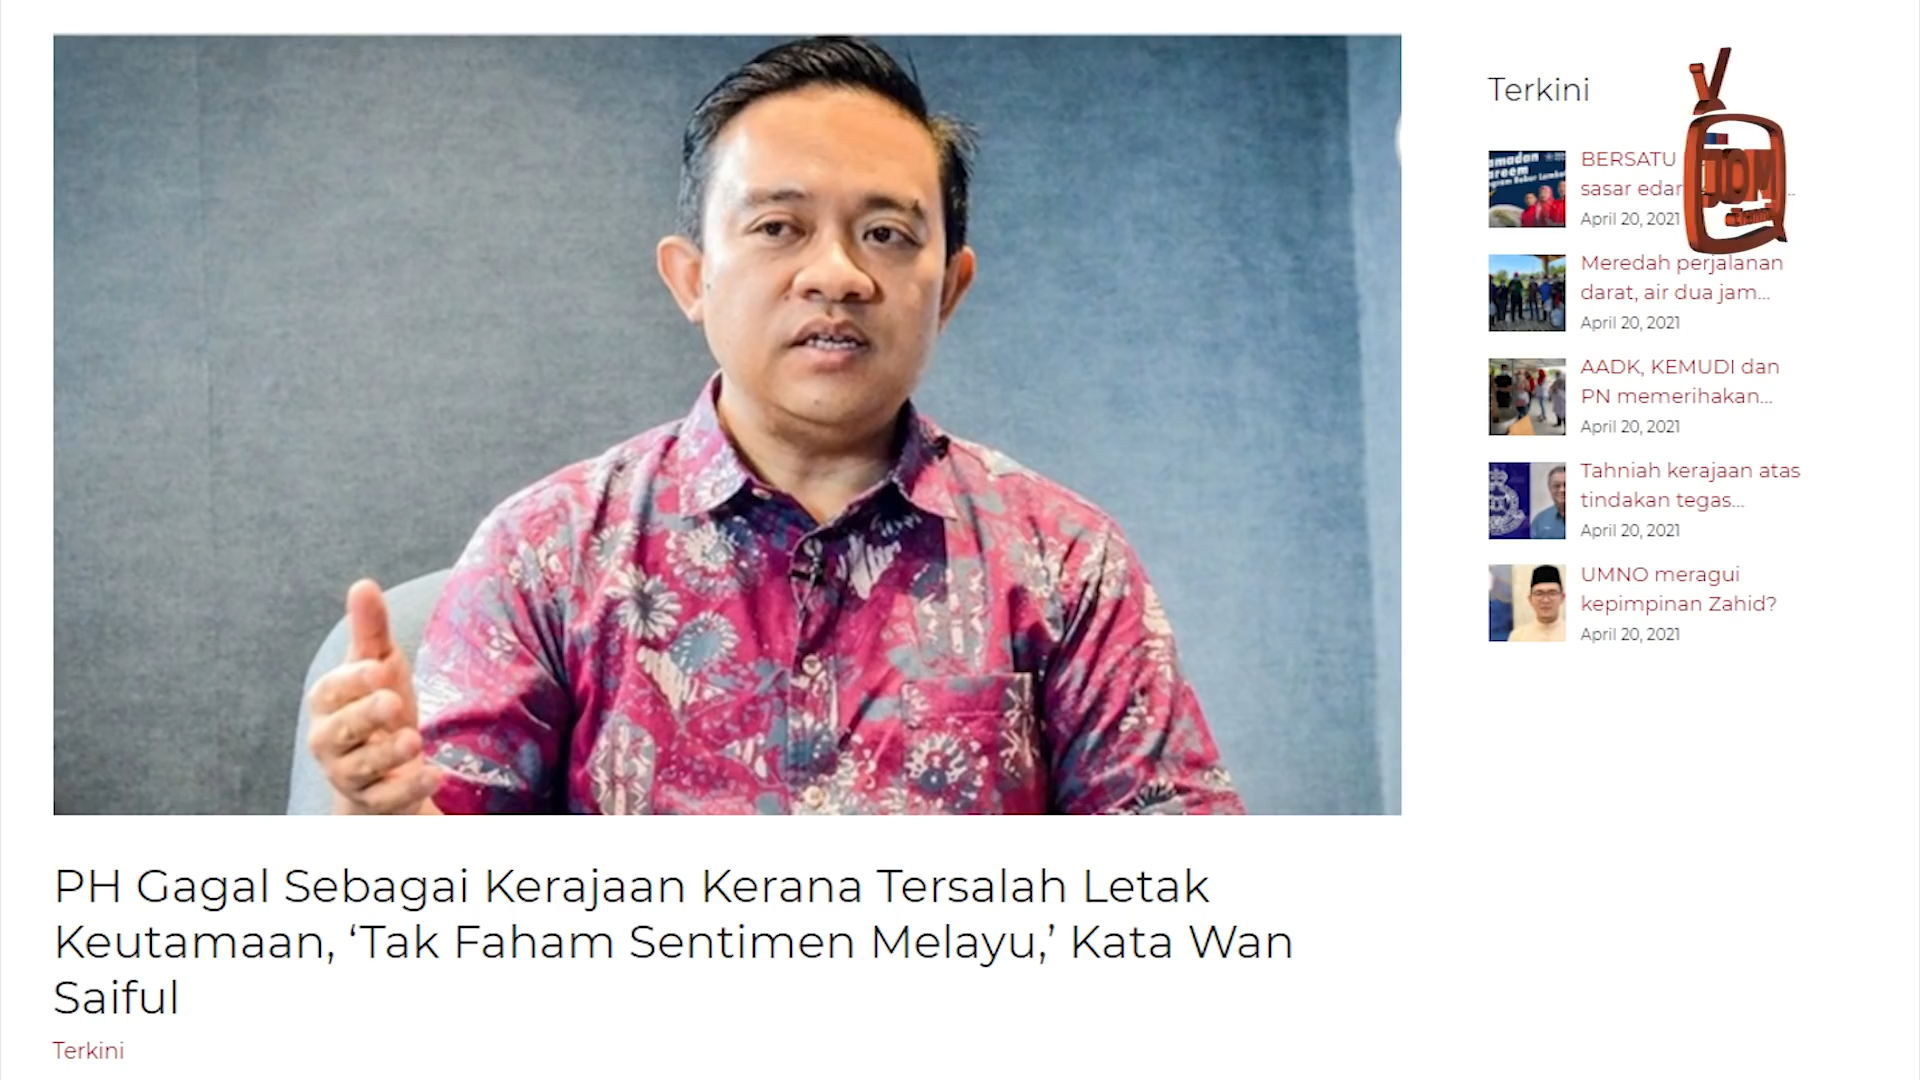 PH Gagal Sebagai Kerajaan Kerana Tersalah Letak
Keutamaan, ‘Tak Faham Sentimen Melayu,’ Kata Wan
Saiful
Terkini
Terkini
BERSATU
sasar edar
April 20, 2021
Meredah perjalanan
darat, air dua jam...
April 20, 2021
AADK, KEMUDI dan
PN memerihakan...
April 20, 2021
Tahniah kerajaan atas
tindakan tegas...
April 20, 2021
UMNO meragui
kepimpinan Zahid?
April 20, 2021
JOM